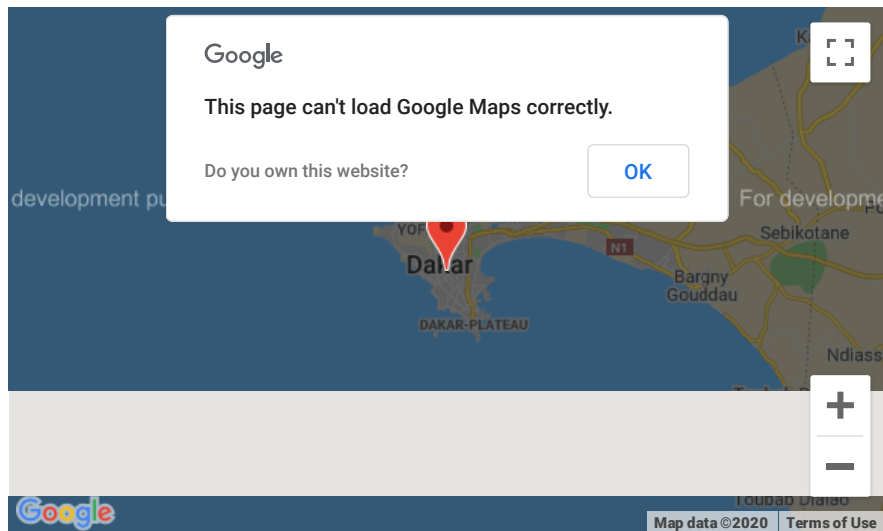 Google
This page can't load Google Maps correctly.
Do you own this website?
OK
development
For developme
YOF
Sebikotane
N1
Dakar
Bargny
Gouddau
DAKAR-PLATEAU
Ndiass
Toubab Dialao
Google
Map data ©2020
Terms of Use